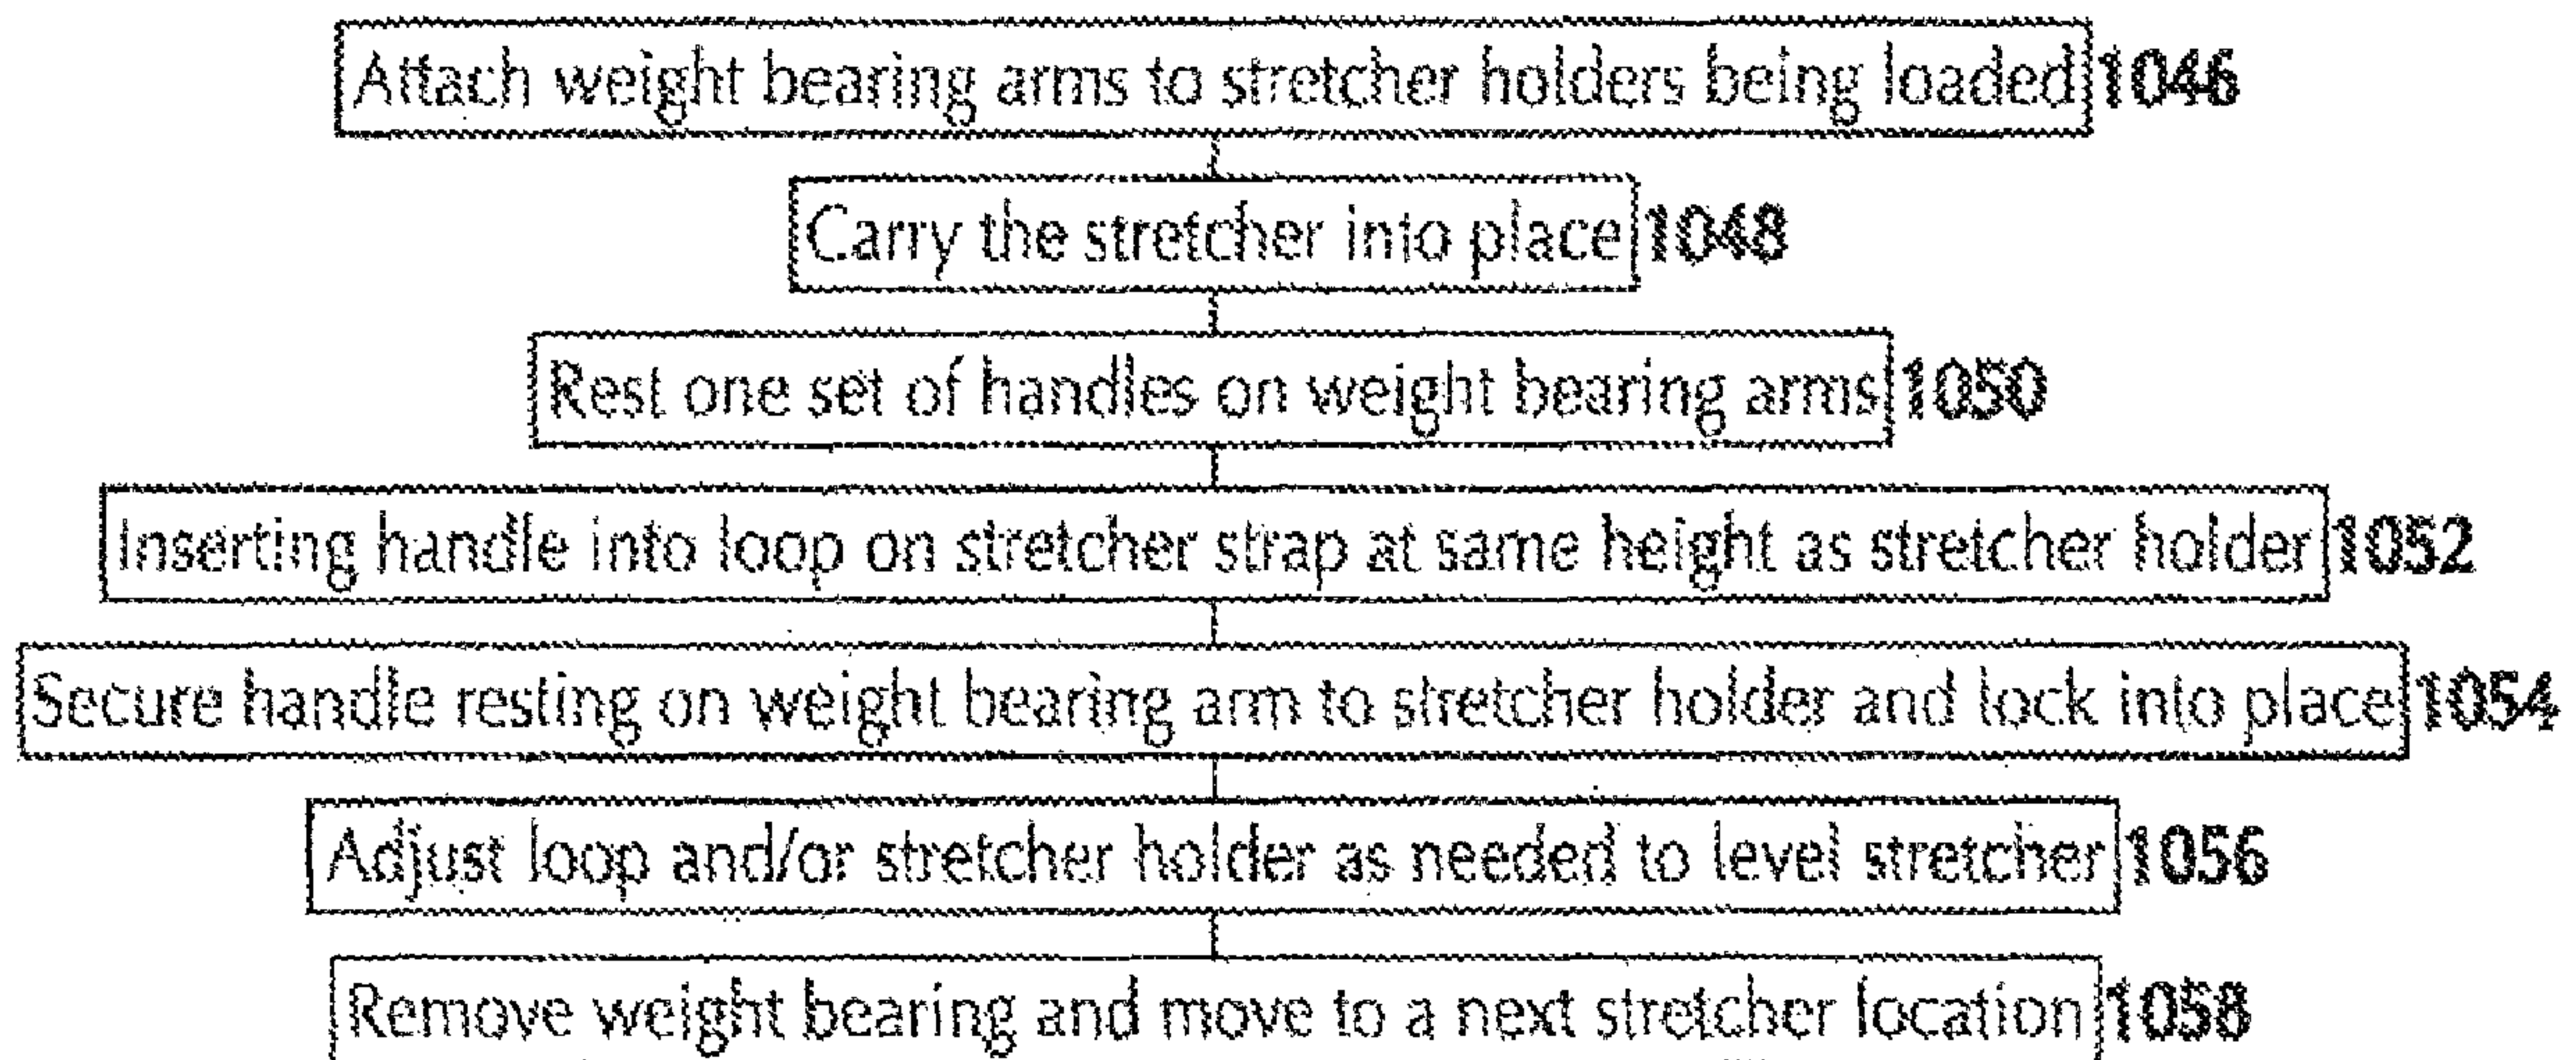 Attach weight bearing arms to stretcher holders being loaded 1046
Carry the stretcher into place 1048
Rest one set of handles on weight bearing arms 1050
Inserting handle into loop on stretcher strap at same height as stretcher holder 1052
Secure handle resting on weight bearing arm to stretcher holder and lock into place 1054
Adjust loop and/or stretcher holder as needed to level stretcher 1056
Remove weight bearing and move to a next stretcher location 1058